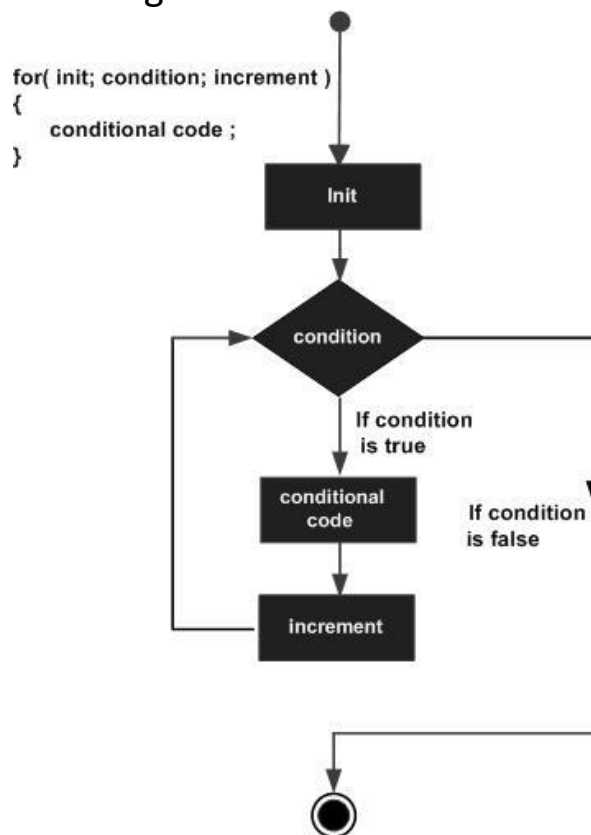 for( init; condition; increment )
{
conditional code ;
}
Init
condition
If condition
is true
conditional
code
If condition
is false
increment